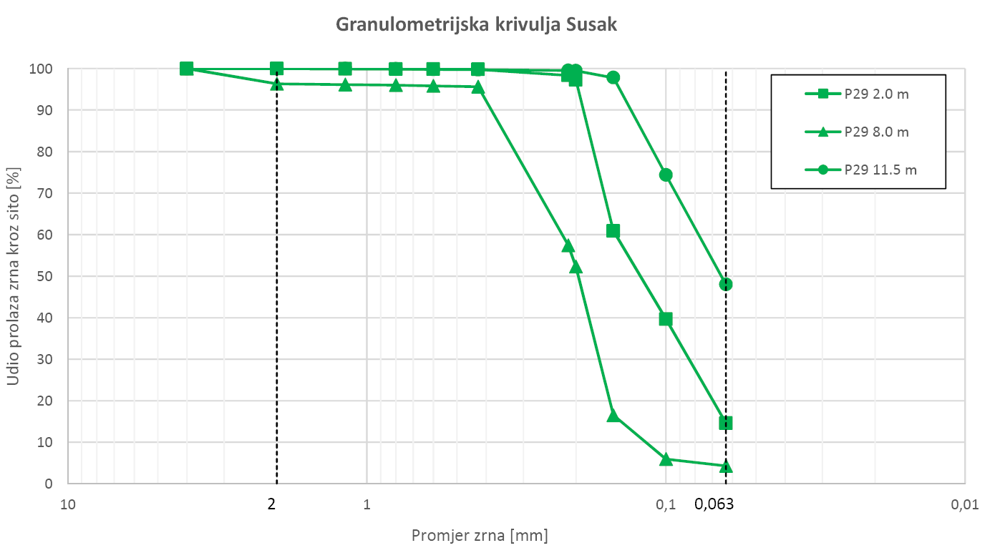 Granulometrijska krivulja Susak
Udio prolaza zrna kroz sito [%]
100
90
80
70
60
50
40
30
20
10
0
P29 2.0 m
P29 8.0 m
P29 11.5 m
10
2
1
0,1
0,063
0,01
Promjer zrna [mm]